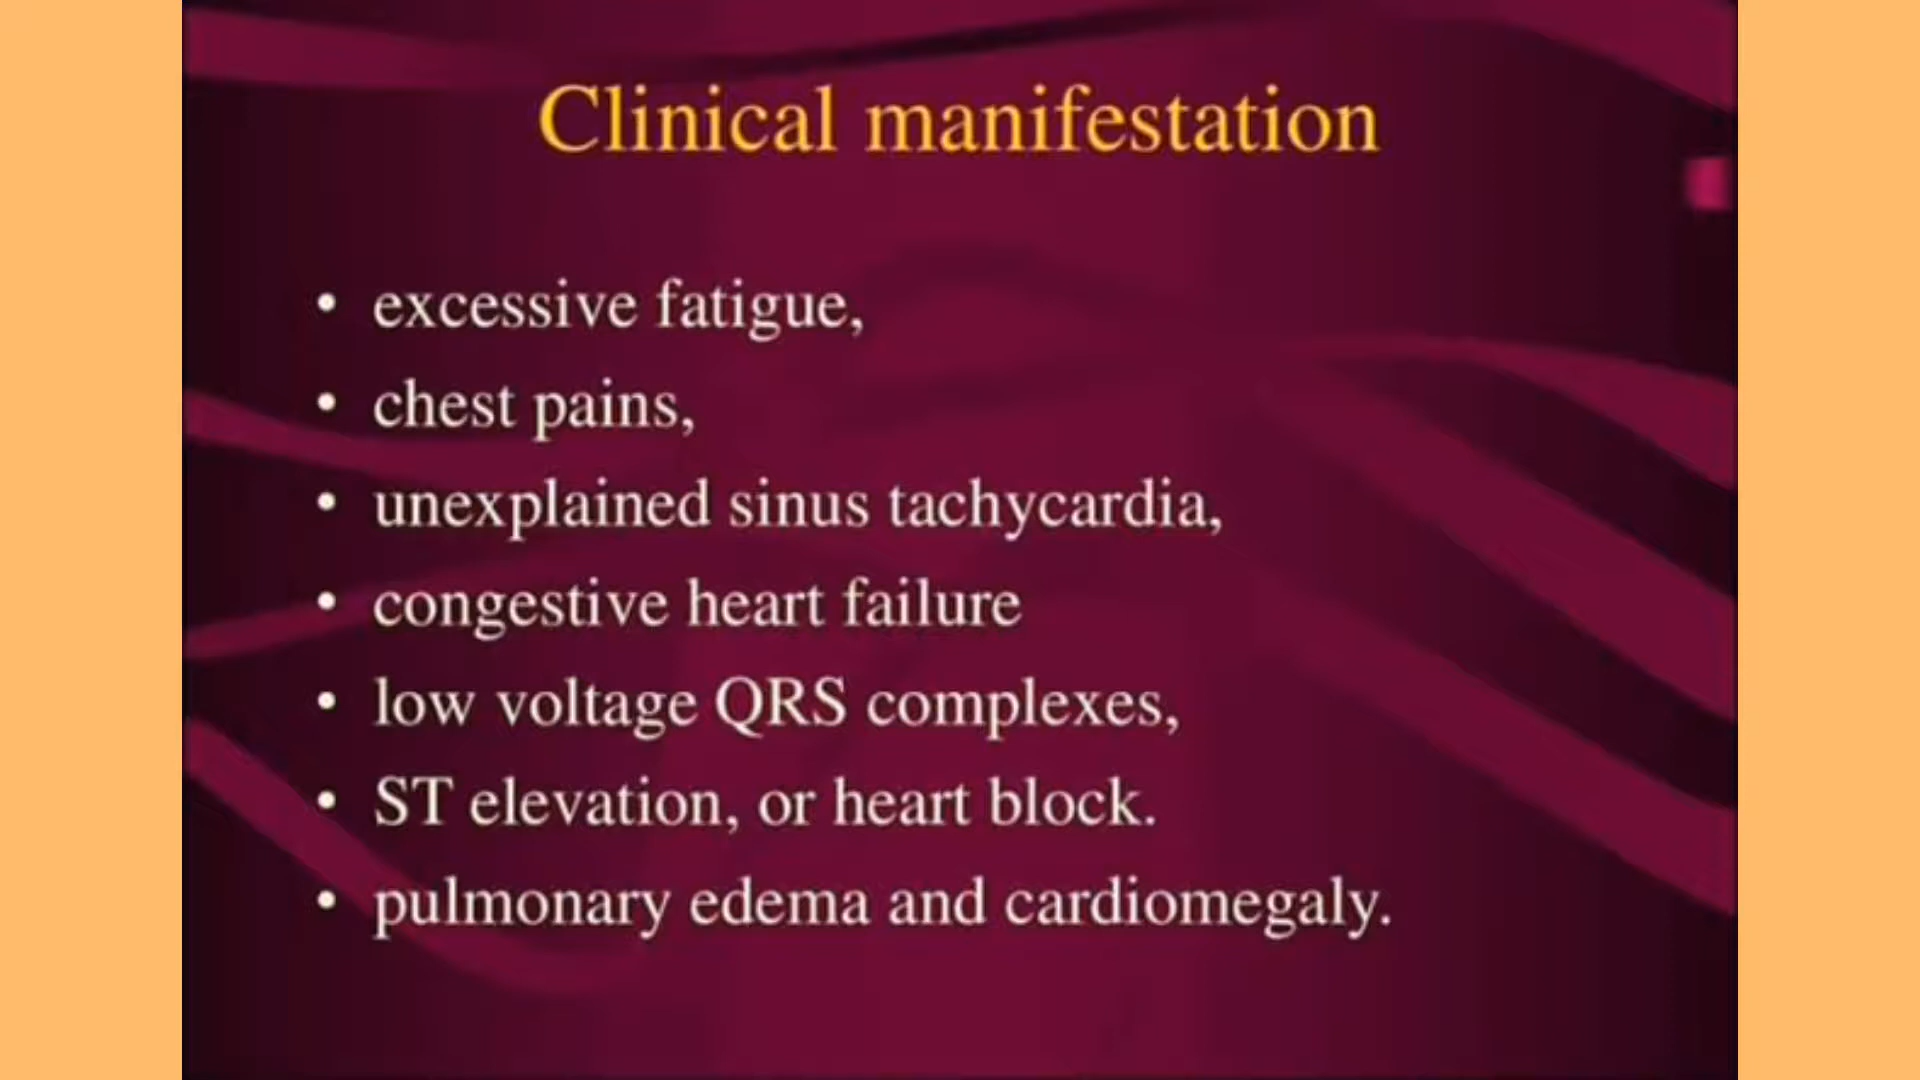 Clinical manifestation
• excessive fatigue,
• chest pains,
• unexplained sinus tachycardia,
• congestive heart failure
• low voltage QRS complexes,
• ST elevation, or heart block.
• pulmonary edema and cardiomegaly.